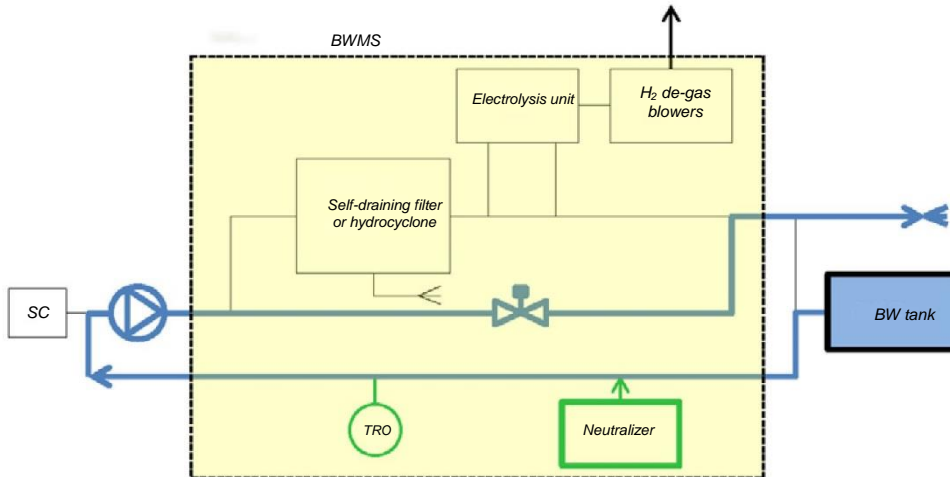 BWMS
Electrolysis unit
H₂ de-gas
blowers
Self-draining filter
or hydrocyclone
SC
BW tank
TRO
Neutralizer